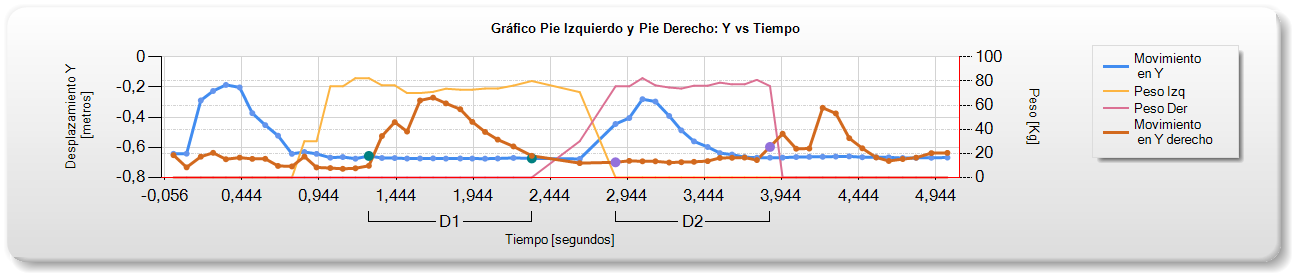 Gráfico Pie Izquierdo y Pie Derecho: Y vs Tiempo
Desplazamiento Y
[metros]
0
-0,2
-0,4
-0,6
-0,8
100
80
60
40
20
0
Peso [Kg]
-0,056
0,444
0,944
1,444
1,944
2,444
2,944
3,444
3,944
4,444
4,944
D1
D2
Tiempo [segundos]
Movimiento
en Y
Peso Izq
Peso Der
Movimiento
en Y derecho